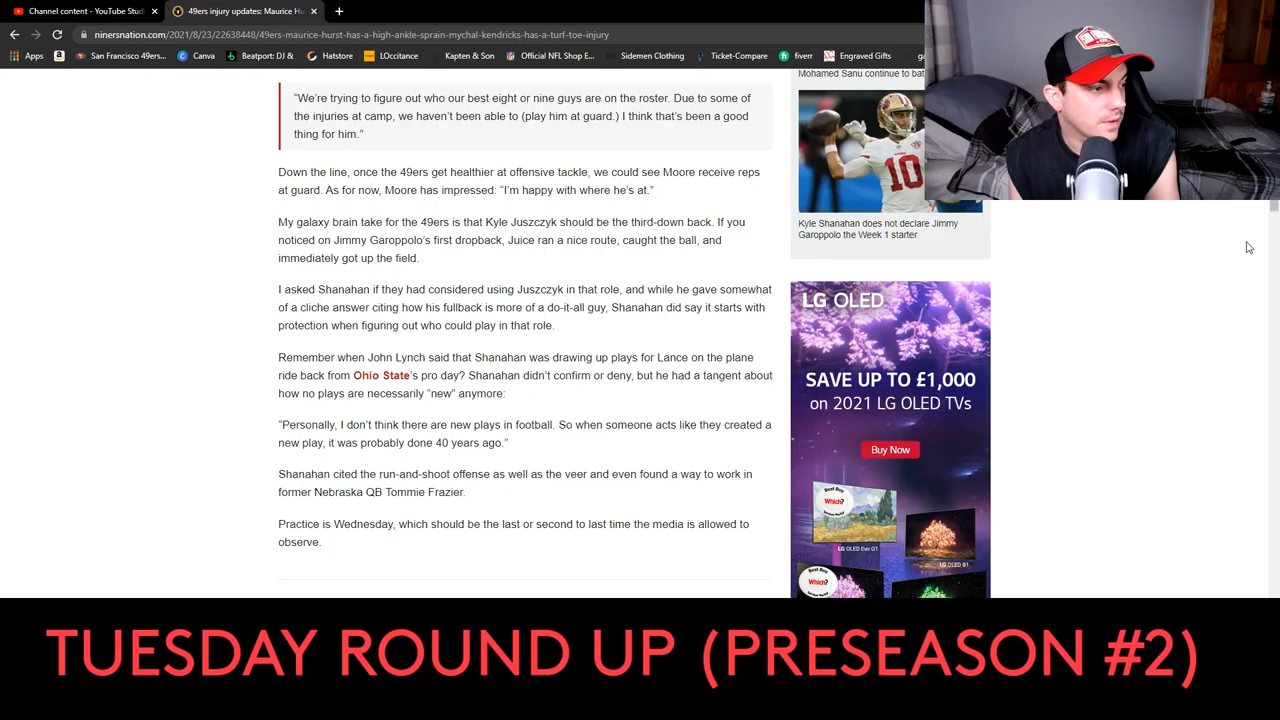 Channel content - YouTube Studio
49ers injury updates: Maurice Hu
ninersnation.com/2021/8/23/22638448/49ers-maurice-hurst-has-a-high-ankle-sprain-mychal-kendricks-has-a-turf-toe-injury
Apps
San Francisco 49ers...
Canva
Beatport: DJ &
Hatstore
LOccitane
Kapten & Son
Official NFL Shop E...
Sidemen Clothing
Ticket-Compare
fiverr
Engraved Gifts
“We’re trying to figure out who our best eight or nine guys are on the roster. Due to some of
the injuries at camp, we haven’t been able to (play him at guard.) I think that’s been a good
thing for him.”
Down the line, once the 49ers get healthier at offensive tackle, we could see Moore receive reps
at guard. As for now, Moore has impressed: “I’m happy with where he’s at.”
My galaxy brain take for the 49ers is that Kyle Juszczyk should be the third-down back. If you
noticed on Jimmy Garoppolo’s first dropback, Juice ran a nice route, caught the ball, and
immediately got up the field.
I asked Shanahan if they had considered using Juszczyk in that role, and while he gave somewhat
of a cliche answer citing how his fullback is more of a do-it-all guy, Shanahan did say it starts with
protection when figuring out who could play in that role.
Remember when John Lynch said that Shanahan was drawing up plays for Lance on the plane
ride back from Ohio State’s pro day? Shanahan didn’t confirm or deny, but he had a tangent about
how no plays are necessarily “new” anymore:
“Personally, I don’t think there are new plays in football. So when someone acts like they created a
new play, it was probably done 40 years ago.”
Shanahan cited the run-and-shoot offense as well as the veer and even found a way to work in
former Nebraska QB Tommie Frazier.
Practice is Wednesday, which should be the last or second to last time the media is allowed to
observe.
Mohamed Sanu continue to bat
10
Kyle Shanahan does not declare Jimmy
Garoppolo the Week 1 starter
LG OLED
SAVE UP TO £1,000
on 2021 LG OLED TVs
Buy Now
Best Buy
Which?
LG OLED Evo G1
LG OLED B1
Best Buy
Which?
TUESDAY ROUND UP (PRESEASON #2)